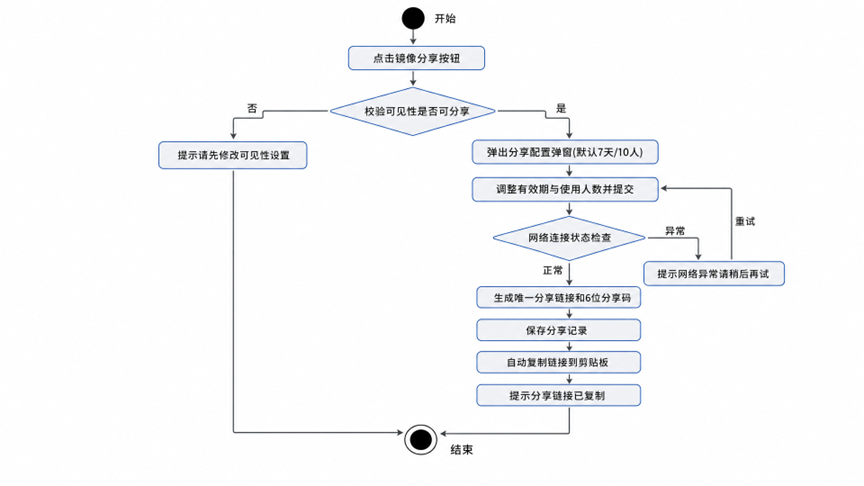 开始
点击镜像分享按钮
校验可见性是否可分享
否
是
提示请先修改可见性设置
弹出分享配置弹窗(默认7天/10人)
调整有效期与使用人数并提交
网络连接状态检查
异常
重试
提示网络异常请稍后再试
正常
生成唯一分享链接和6位分享码
保存分享记录
自动复制链接到剪贴板
提示分享链接已复制
结束